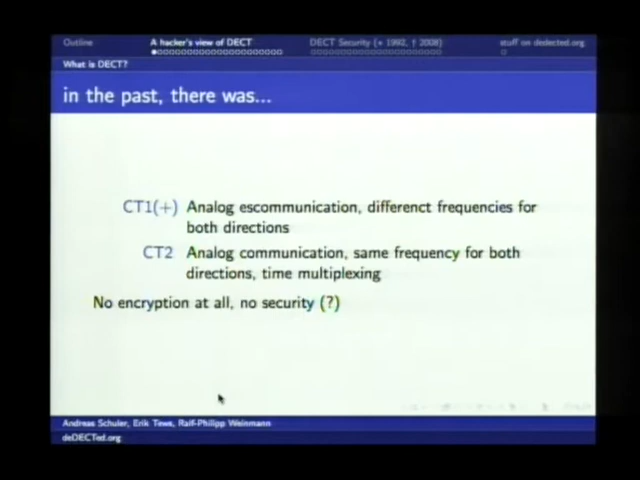 Outline
A hacker's view of DECT
DECT Security (* 1992, † 2008)
stuff on dedected.org
What is DECT?
in the past, there was...
CT1(+) Analog escommunication, differenct frequencies for
both directions
CT2 Analog communication, same frequency for both
directions, time multiplexing
No encryption at all, no security (?)
Andreas Schuler, Erik Tews, Ralf-Philipp Weinmann
deDECTed.org